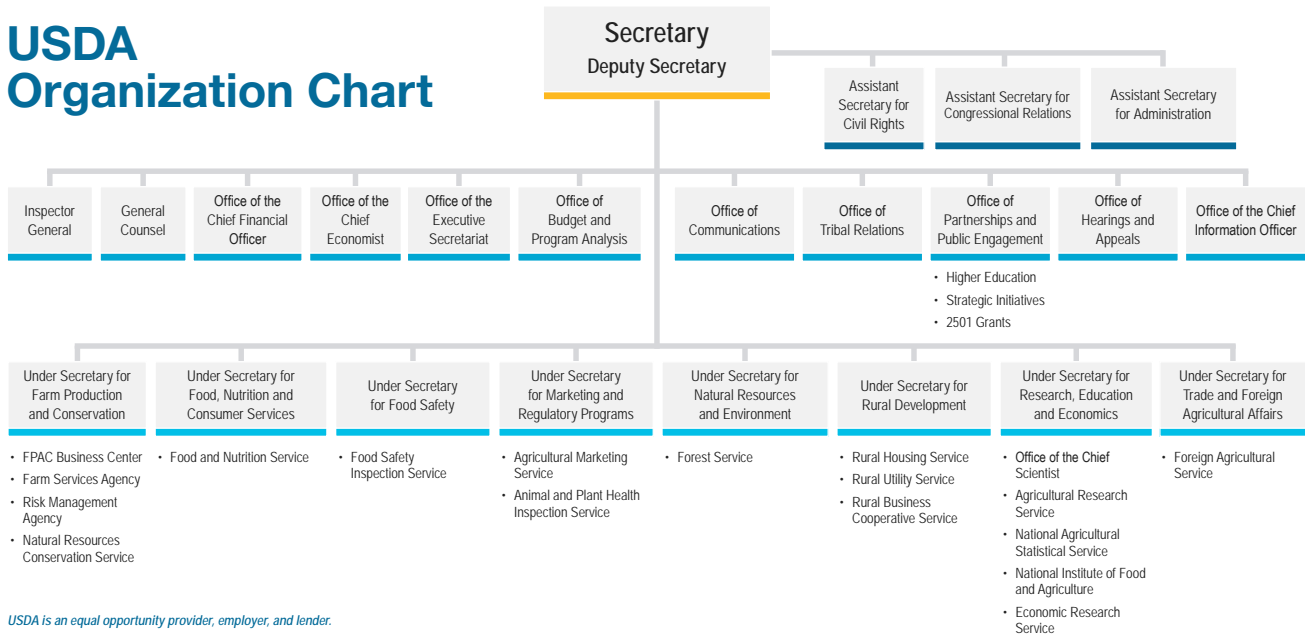 USDA
Organization Chart
Secretary
Deputy Secretary
Assistant
Secretary for
Civil Rights
Assistant Secretary for
Congressional Relations
Assistant Secretary
for Administration
Inspector
General
General
Counsel
Office of the
Chief Financial
Officer
Office of the
Chief
Economist
Office of the
Executive
Secretariat
Office of
Budget and
Program Analysis
Office of
Communications
Office of
Tribal Relations
Office of
Partnerships and
Public Engagement
• Higher Education
• Strategic Initiatives
• 2501 Grants
Office of
Hearings and
Appeals
Office of the Chief
Information Officer
Under Secretary for
Farm Production
and Conservation
• FPAC Business Center
• Farm Services Agency
• Risk Management
Agency
• Natural Resources
Conservation Service
Under Secretary for
Food, Nutrition and
Consumer Services
• Food and Nutrition Service
Under Secretary
for Food Safety
• Food Safety
Inspection Service
Under Secretary
for Marketing and
Regulatory Programs
• Agricultural Marketing
Service
• Animal and Plant Health
Inspection Service
Under Secretary for
Natural Resources
and Environment
• Forest Service
Under Secretary for
Rural Development
• Rural Housing Service
• Rural Utility Service
• Rural Business
Cooperative Service
Under Secretary for
Research, Education
and Economics
• Office of the Chief
Scientist
• Agricultural Research
Service
• National Agricultural
Statistical Service
• National Institute of Food
and Agriculture
• Economic Research
Service
Under Secretary for
Trade and Foreign
Agricultural Affairs
• Foreign Agricultural
Service
USDA is an equal opportunity provider, employer, and lender.